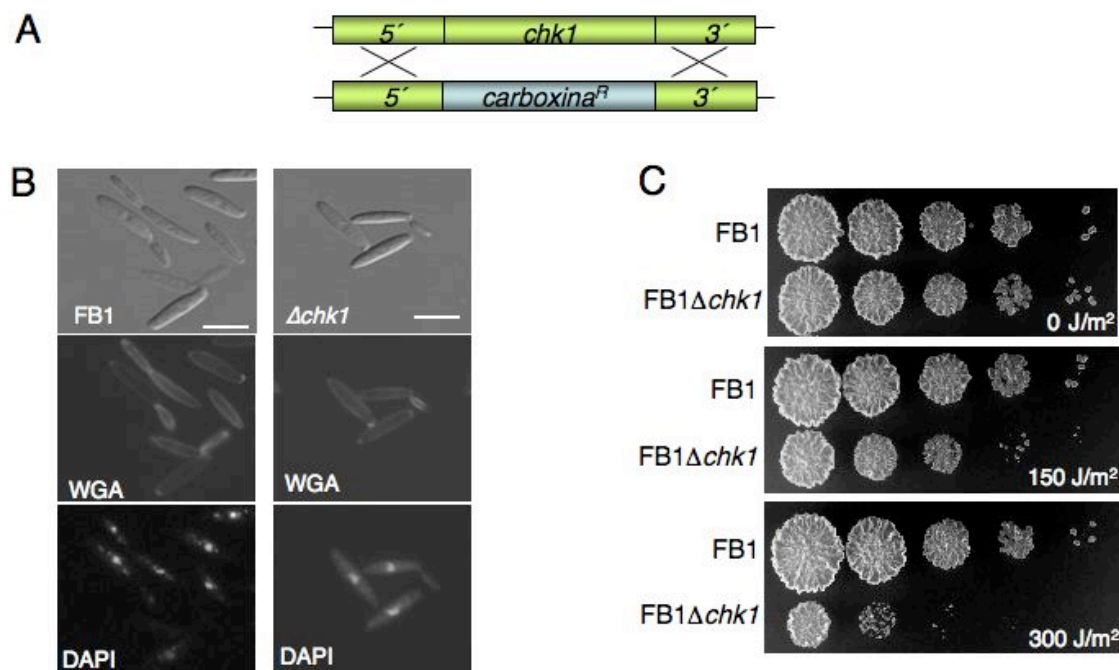 A
5´ chk1 3´
5´ carboxinaR 3´
B
FB1
Δchk1
WGA
WGA
DAPI
DAPI
C
FB1
FB1Δchk1
0 J/m²
FB1
FB1Δchk1
150 J/m²
FB1
FB1Δchk1
300 J/m²